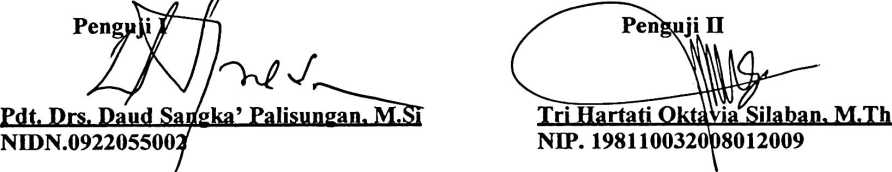 Penguji I
Pdt. Drs. Daud Sangka' Palisungan, M.Si
NIDN.0922055002
Penguji II
Tri Hartati Oktavia Silaban, M.Th
NIP. 198110032008012009